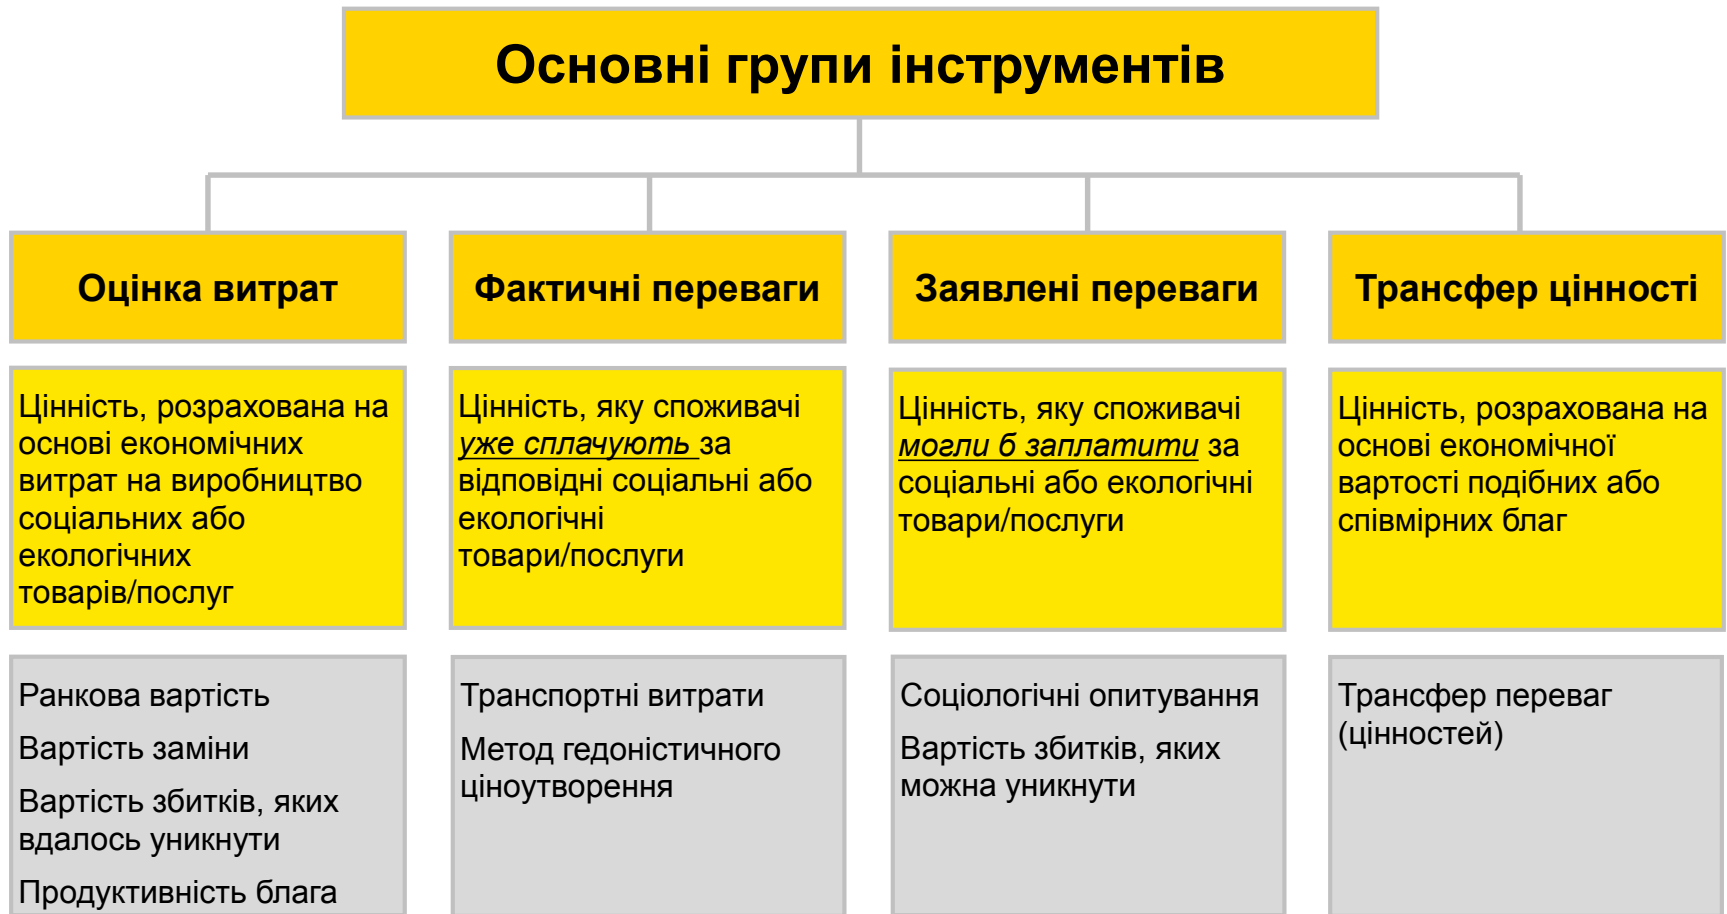 Основні групи інструментів
Оцінка витрат
Фактичні переваги
Заявлені переваги
Трансфер цінності
Цінність, розрахована на
основі економічних
витрат на виробництво
соціальних або
екологічних
товарів/послуг
Цінність, яку споживачі
уже сплачують за
відповідні соціальні або
екологічні
товари/послуги
Цінність, яку споживачі
могли б заплатити за
соціальні або екологічні
товари/послуги
Цінність, розрахована на
основі економічної
вартості подібних або
співмірних благ
Ранкова вартість
Вартість заміни
Вартість збитків, яких
вдалось уникнути
Продуктивність блага
Транспортні витрати
Метод гедоністичного
ціноутворення
Соціологічні опитування
Вартість збитків, яких
можна уникнути
Трансфер переваг
(цінностей)